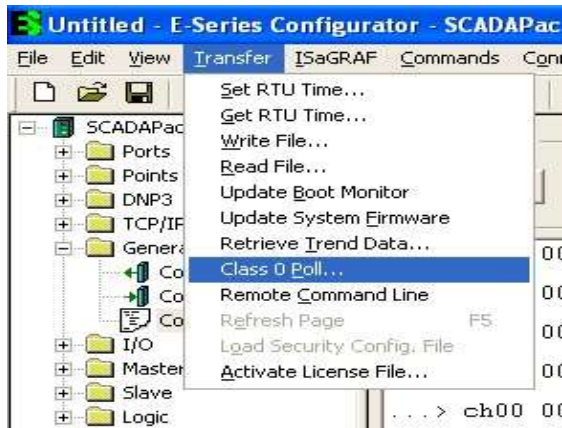 Untitled - E-Series Configurator - SCADAPac
File Edit View Transfer ISaGRAF Commands Conn
Set RTU Time...
Get RTU Time...
Write File...
Read File...
Update Boot Monitor
Update System Firmware
Retrieve Trend Data...
Class 0 Poll...
Remote Command Line
Refresh Page F5
Load Security Config. File
Activate License File...
SCADAPac
Ports
Points
DNP3
TCP/IP
Genera
Co
Co
Co
I/O
Master
Slave
Logic
00
00
00
00
...> ch00 00